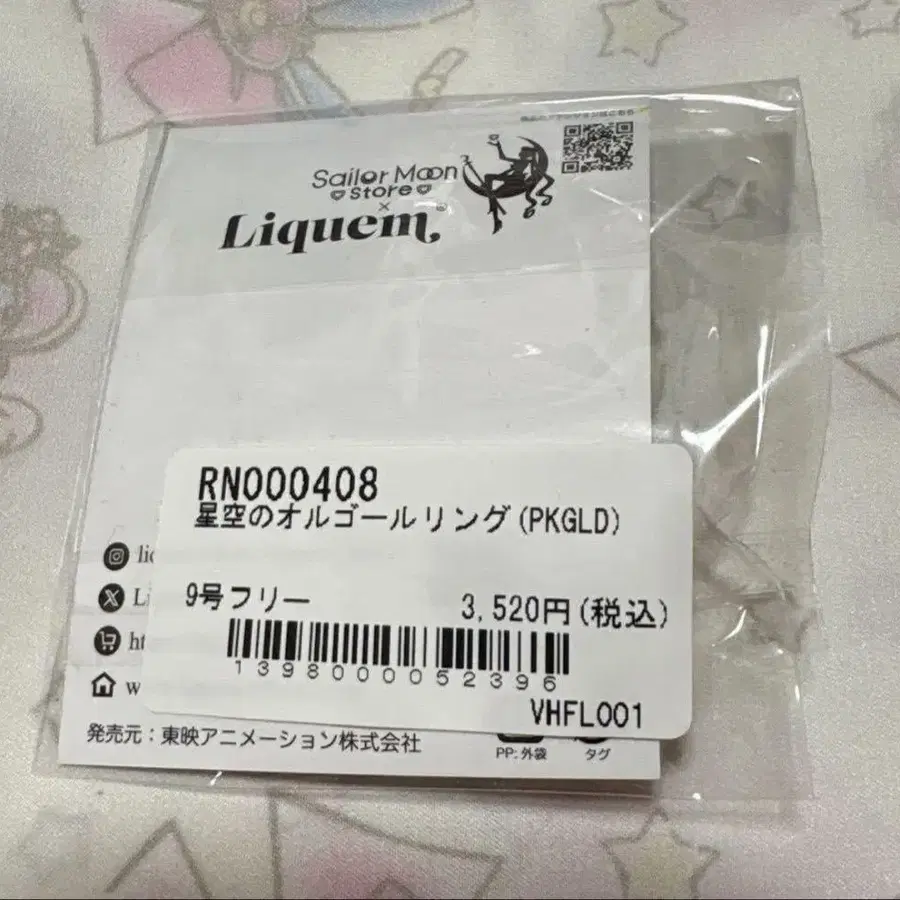 Sailor Moon
Store
×
Liquem
RN000408
星空のオルゴールリング(PKGLD)
9号フリー
3,520円(税込)
1398000052396
VHFL001
発売元:東映アニメーション株式会社
PP:外袋
タグ